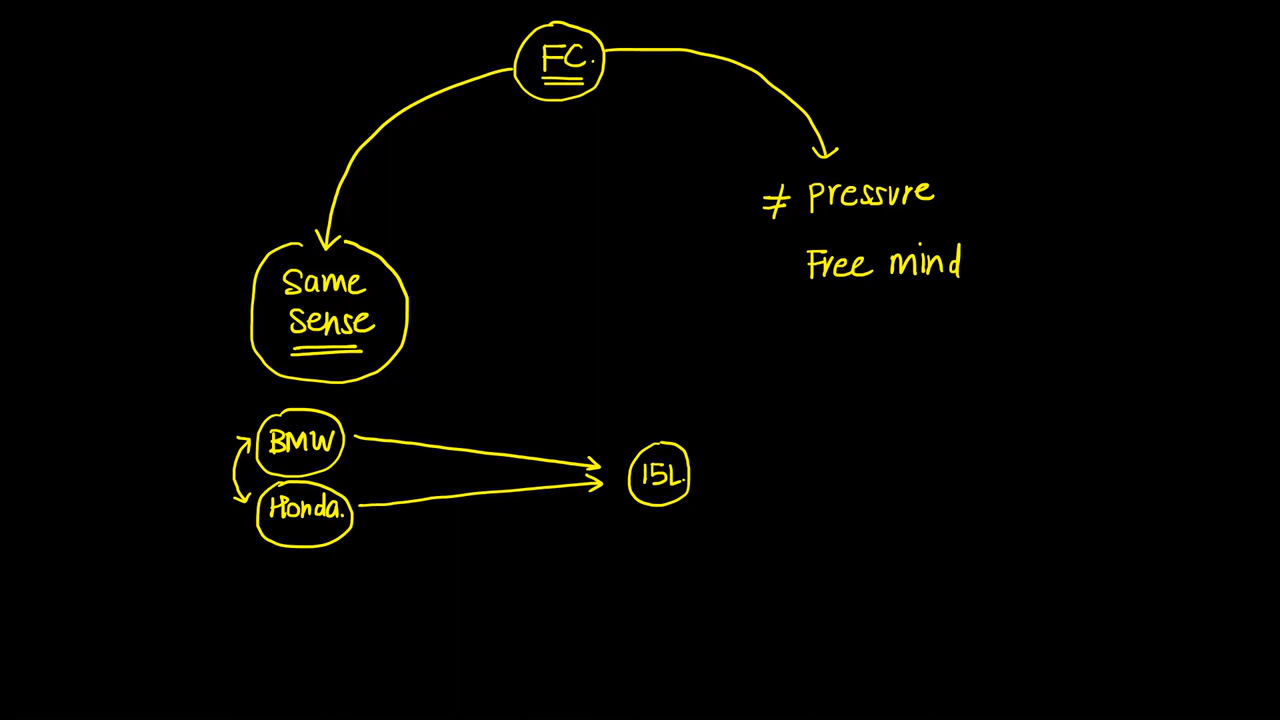 FC.
≠ Pressure
Free mind
Same
Sense
BMW
Honda.
15L.